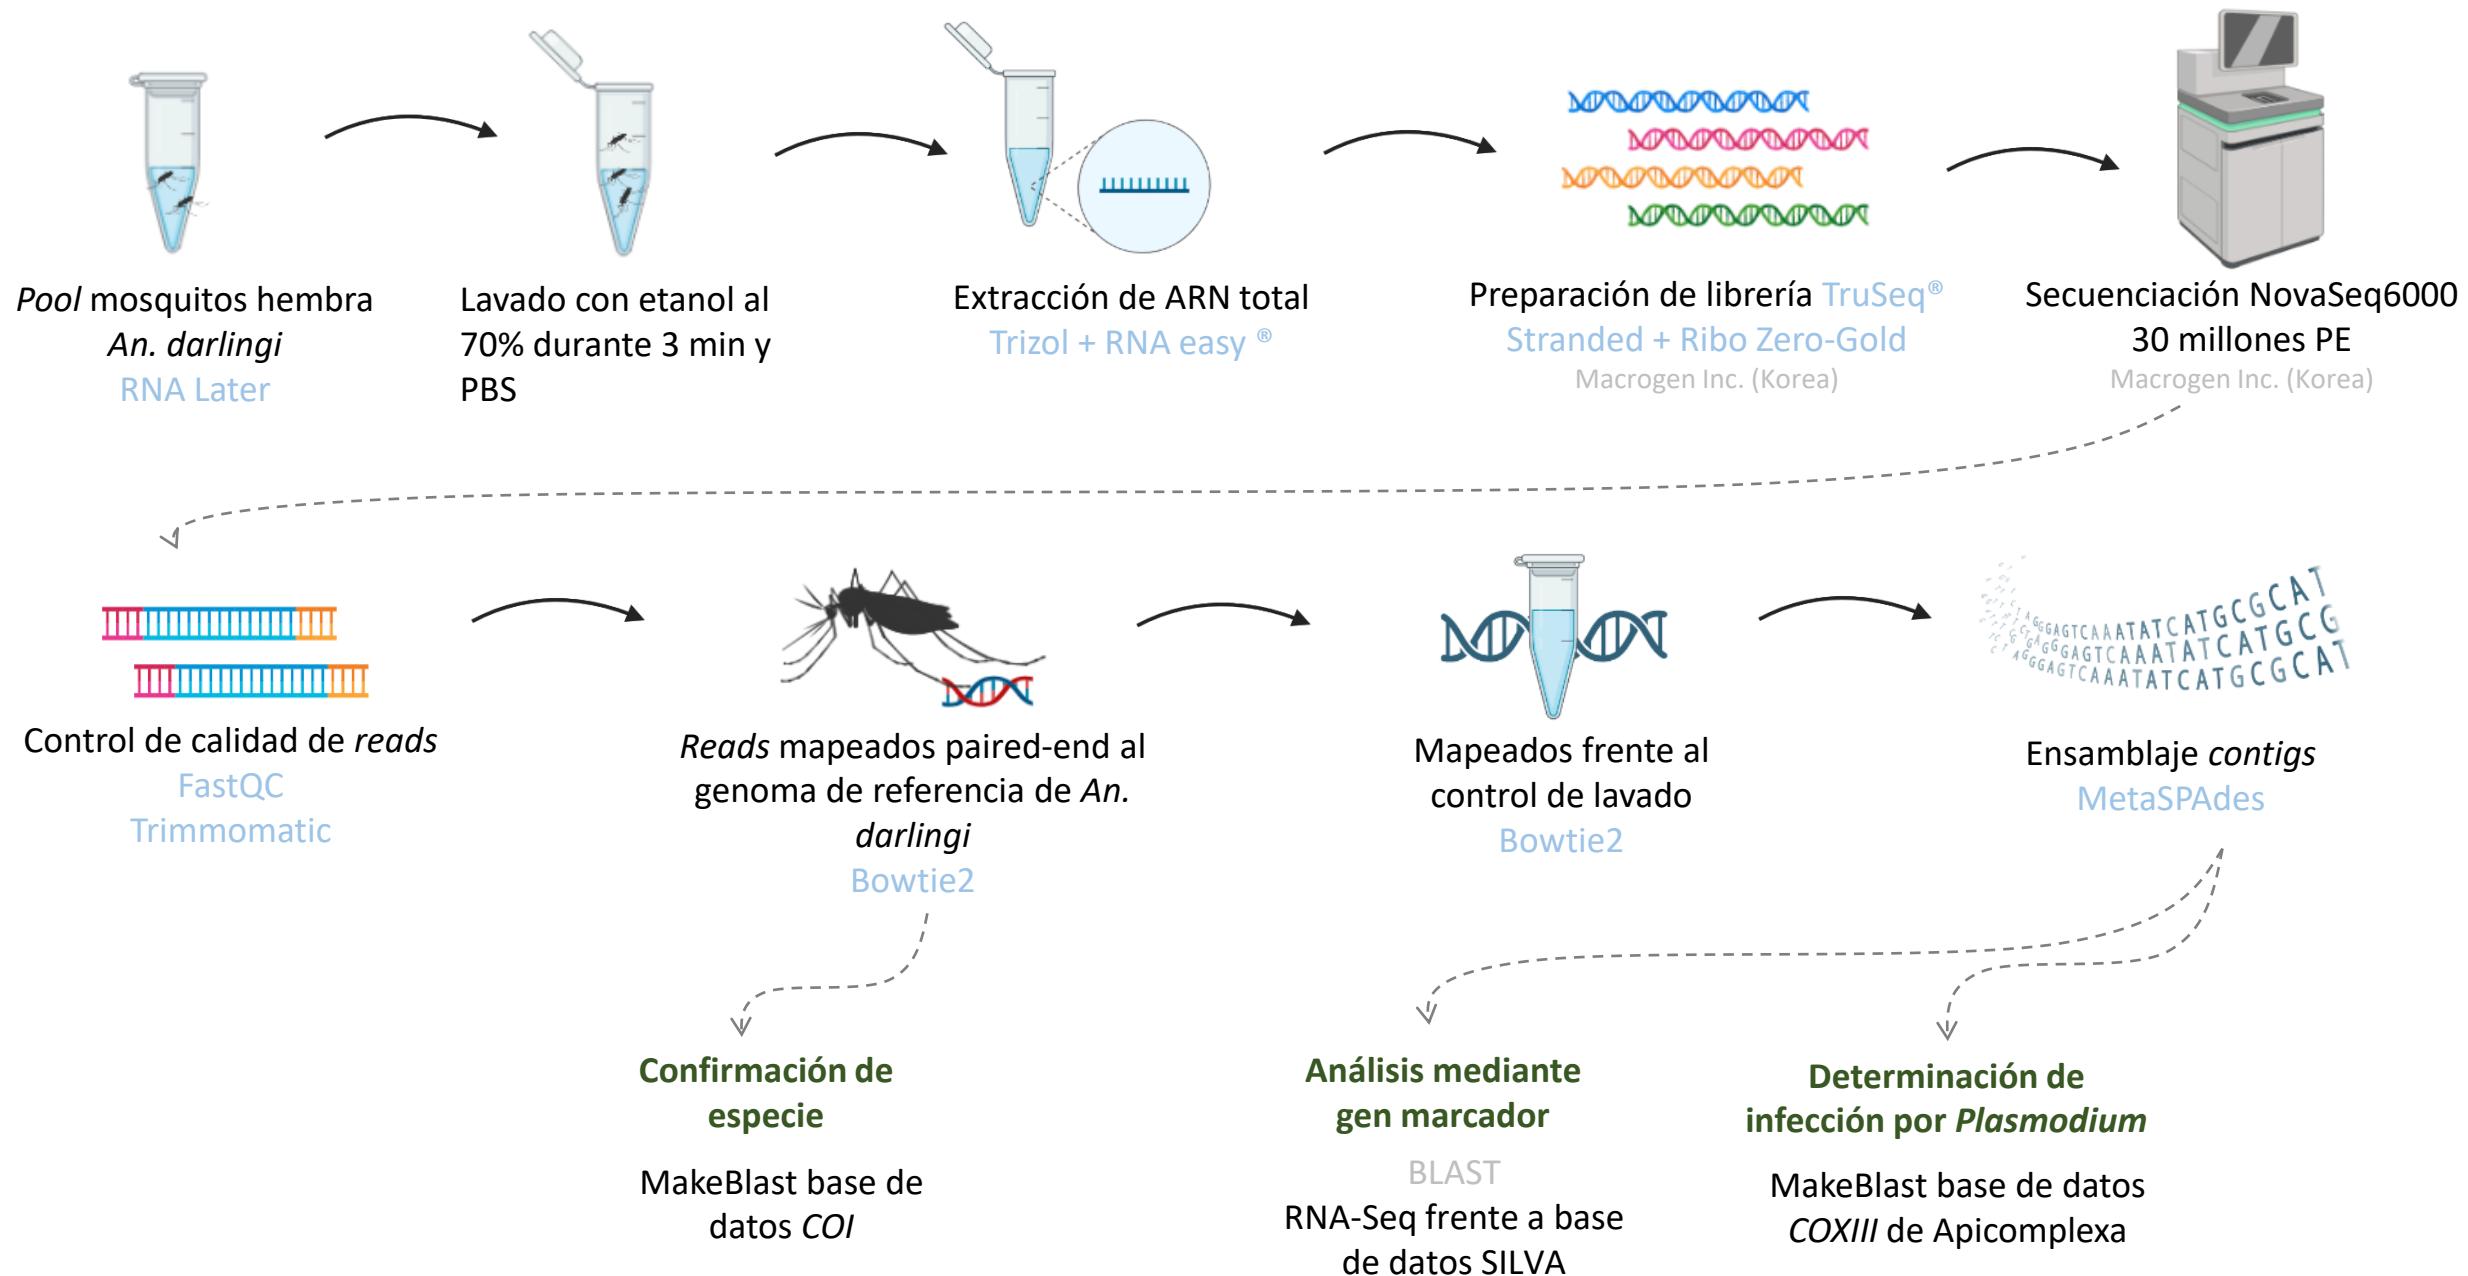 Pool mosquitos hembra
An. darlingi
RNA Later
Lavado con etanol al
70% durante 3 min y
PBS
Extracción de ARN total
Trizol + RNA easy ®
Preparación de librería TruSeq®
Stranded + Ribo Zero-Gold
Macrogen Inc. (Korea)
Secuenciación NovaSeq6000
30 millones PE
Macrogen Inc. (Korea)
Control de calidad de reads
FastQC
Trimmomatic
Reads mapeados paired-end al
genoma de referencia de An.
darlingi
Bowtie2
Mapeados frente al
control de lavado
Bowtie2
GGAGTCAAATATCATGCGCAT
GGGAGTCAAATATCATGCG
AGGGAGTCAAATATCATGCGCAT
Ensamblaje contigs
MetaSPAdes
Confirmación de
especie
MakeBlast base de
datos COI
Análisis mediante
gen marcador
BLAST
RNA-Seq frente a base
de datos SILVA
Determinación de
infección por Plasmodium
MakeBlast base de datos
COXIII de Apicomplexa